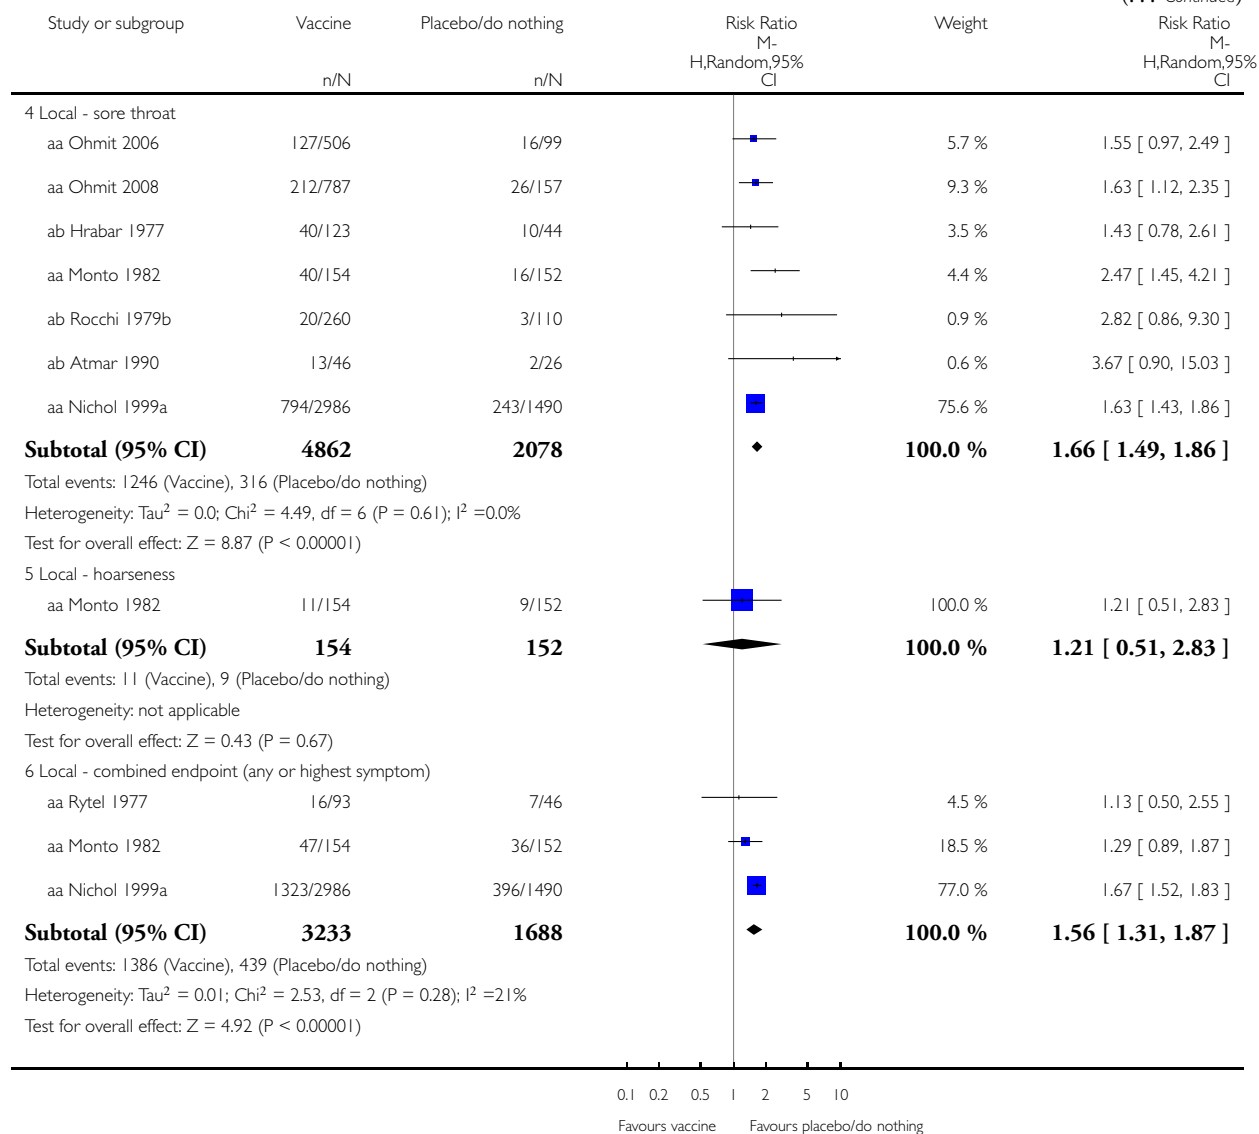 Continued)
Study or subgroup Vaccine Placebo/do nothing Risk Ratio Weight Risk Ratio
M- M-
H,Random,95% H,Random,95%
n/N n/N CI CI
4 Local - sore throat
aa Ohmit 2006 127/506 16/99 5.7 % 1.55 [ 0.97, 2.49 ]
aa Ohmit 2008 212/787 26/157 9.3 % 1.63 [ 1.12, 2.35 ]
ab Hrabar 1977 40/123 10/44 3.5 % 1.43 [ 0.78, 2.61 ]
aa Monto 1982 40/154 16/152 4.4 % 2.47 [ 1.45, 4.21 ]
ab Rocchi 1979b 20/260 3/110 0.9 % 2.82 [ 0.86, 9.30 ]
ab Atmar 1990 13/46 2/26 0.6 % 3.67 [ 0.90, 15.03 ]
aa Nichol 1999a 794/2986 243/1490 75.6 % 1.63 [ 1.43, 1.86 ]
Subtotal (95% CI) 4862 2078 100.0 % 1.66 [ 1.49, 1.86 ]
Total events: 1246 (Vaccine), 316 (Placebo/do nothing)
Heterogeneity: Tau² = 0.0; Chi² = 4.49, df = 6 (P = 0.61); I² =0.0%
Test for overall effect: Z = 8.87 (P < 0.00001)
5 Local - hoarseness
aa Monto 1982 11/154 9/152 100.0 % 1.21 [ 0.51, 2.83 ]
Subtotal (95% CI) 154 152 100.0 % 1.21 [ 0.51, 2.83 ]
Total events: 11 (Vaccine), 9 (Placebo/do nothing)
Heterogeneity: not applicable
Test for overall effect: Z = 0.43 (P = 0.67)
6 Local - combined endpoint (any or highest symptom)
aa Rytel 1977 16/93 7/46 4.5 % 1.13 [ 0.50, 2.55 ]
aa Monto 1982 47/154 36/152 18.5 % 1.29 [ 0.89, 1.87 ]
aa Nichol 1999a 1323/2986 396/1490 77.0 % 1.67 [ 1.52, 1.83 ]
Subtotal (95% CI) 3233 1688 100.0 % 1.56 [ 1.31, 1.87 ]
Total events: 1386 (Vaccine), 439 (Placebo/do nothing)
Heterogeneity: Tau² = 0.01; Chi² = 2.53, df = 2 (P = 0.28); I² =21%
Test for overall effect: Z = 4.92 (P < 0.00001)
0.1 0.2 0.5 1 2 5 10
Favours vaccine Favours placebo/do nothing